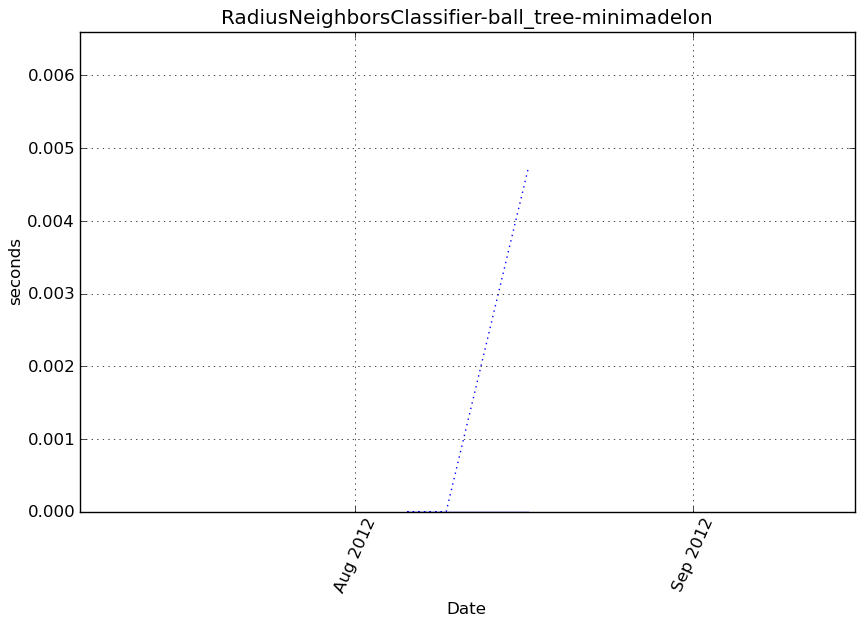 RadiusNeighborsClassifier-ball_tree-minimadelon
0.006
0.005
0.004
0.003
0.002
0.001
0.000
seconds
Aug 2012
Sep 2012
Date